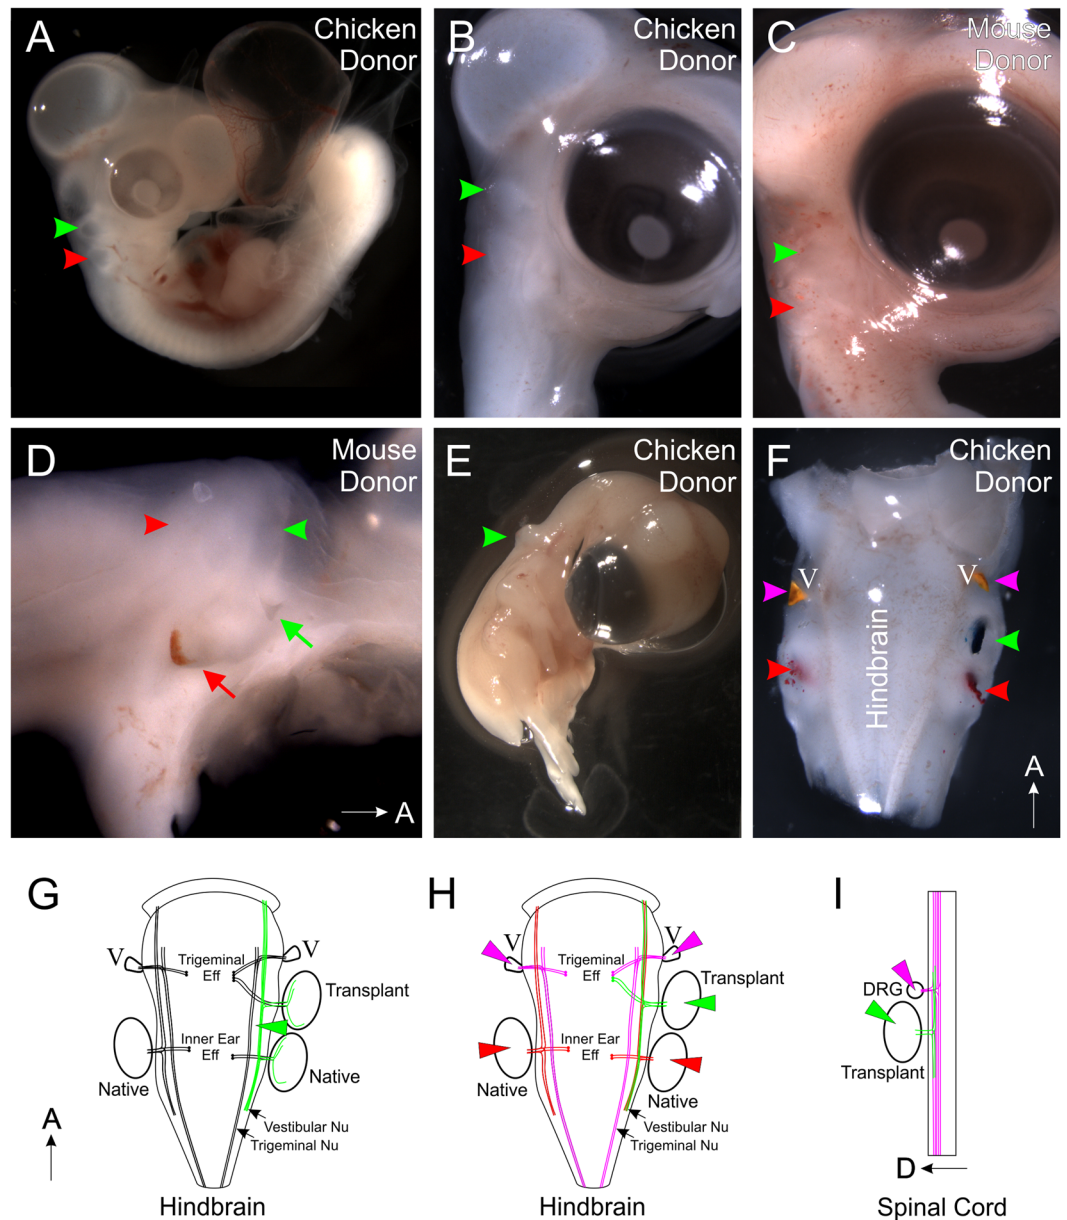 A
Chicken
Donor
B
Chicken
Donor
C
Mouse
Donor
D
Mouse
Donor
A
E
Chicken
Donor
F
Chicken
Donor
V
V
Hindbrain
A
G
V
V
Trigeminal
Eff
Transplant
Inner Ear
Eff
Native
Native
Vestibular Nu
Trigeminal Nu
A
Hindbrain
H
V
V
Trigeminal
Eff
Transplant
Inner Ear
Eff
Native
Native
Vestibular Nu
Trigeminal Nu
Hindbrain
I
DRG
Transplant
D
Spinal Cord